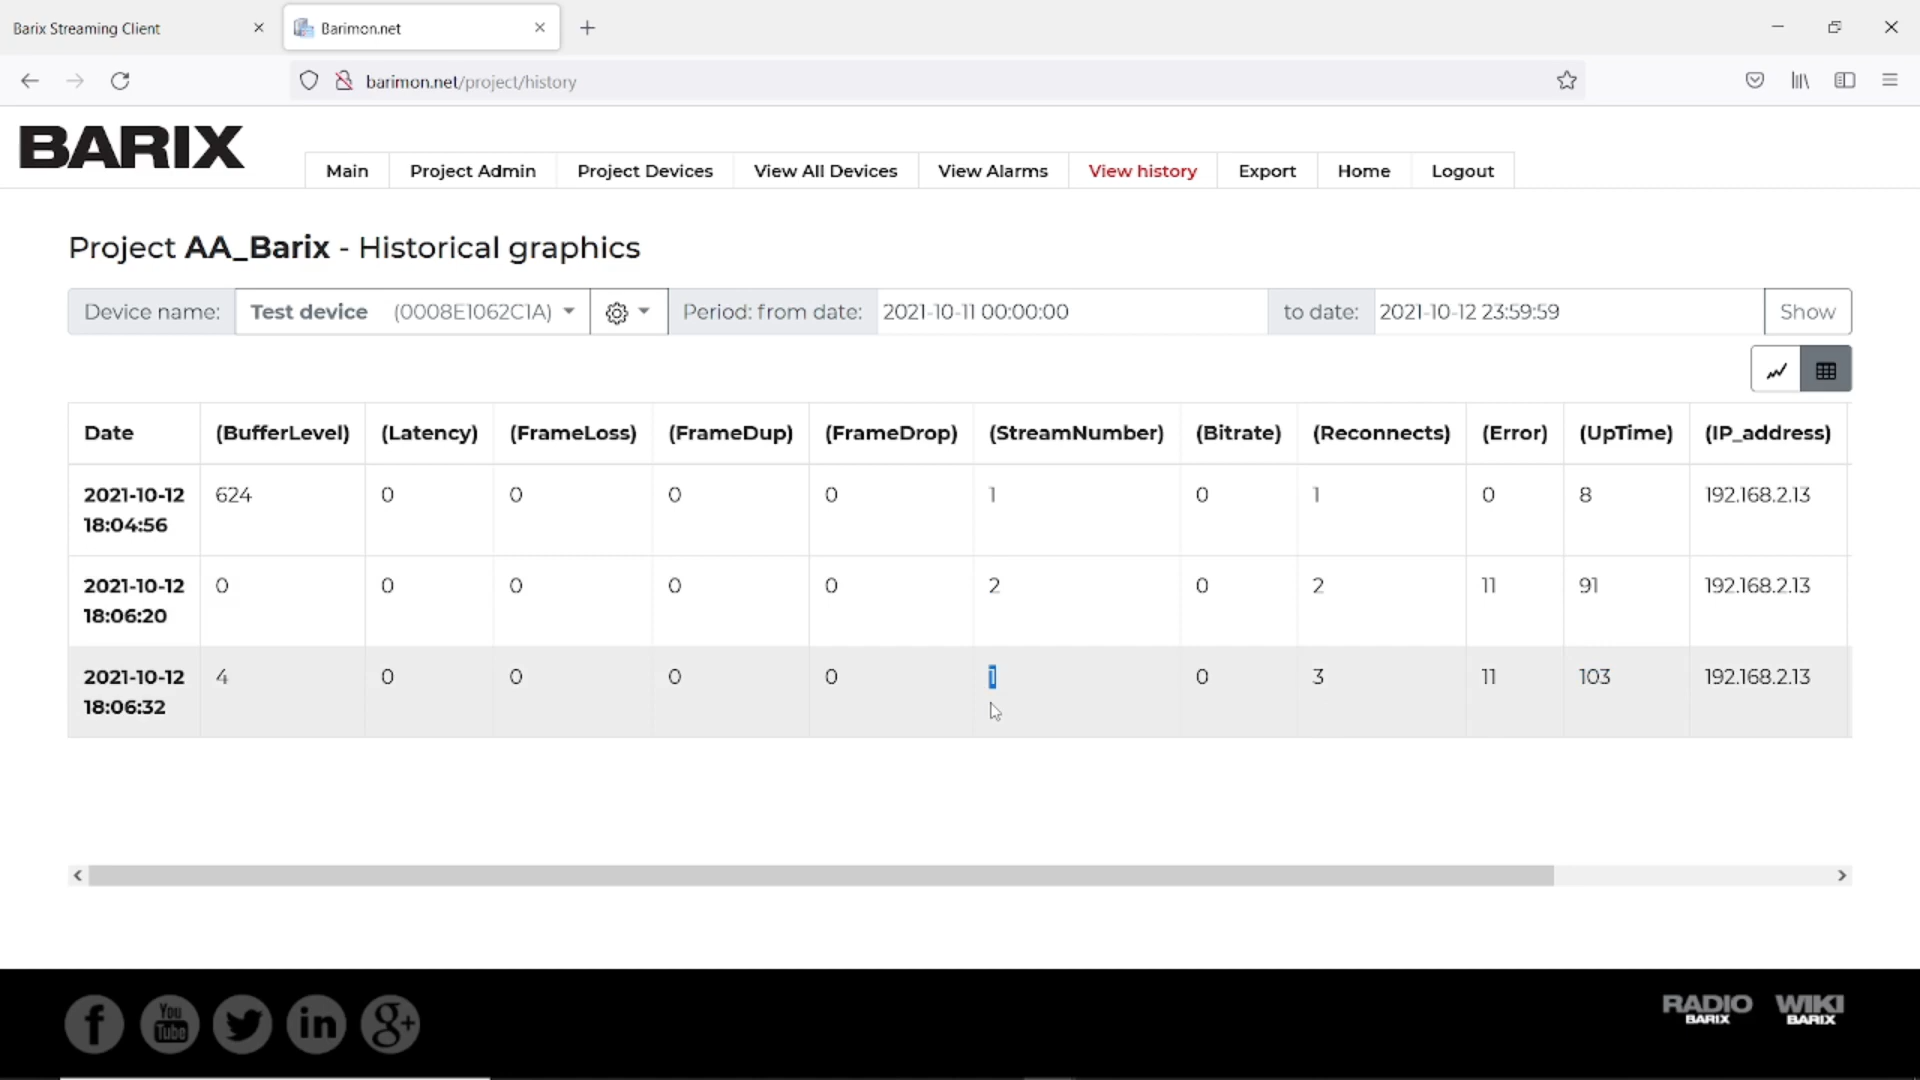 Barix Streaming Client
Barimon.net
barimon.net/project/history
BARIX
Main
Project Admin
Project Devices
View All Devices
View Alarms
View history
Export
Home
Logout
Project AA_Barix - Historical graphics
Device name: Test device (0008E1062C1A) Period: from date: 2021-10-11 00:00:00 to date: 2021-10-12 23:59:59 Show
Date (BufferLevel) (Latency) (FrameLoss) (FrameDup) (FrameDrop) (StreamNumber) (Bitrate) (Reconnects) (Error) (UpTime) (IP_address)
2021-10-12 624 0 0 0 0 1 0 1 0 8 192.168.2.13
18:04:56
2021-10-12 0 0 0 0 0 2 0 2 11 91 192.168.2.13
18:06:20
2021-10-12 4 0 0 0 0 1 0 3 11 103 192.168.2.13
18:06:32
f
You
Tube
in
g+
RADIO
BARIX
WIKI
BARIX